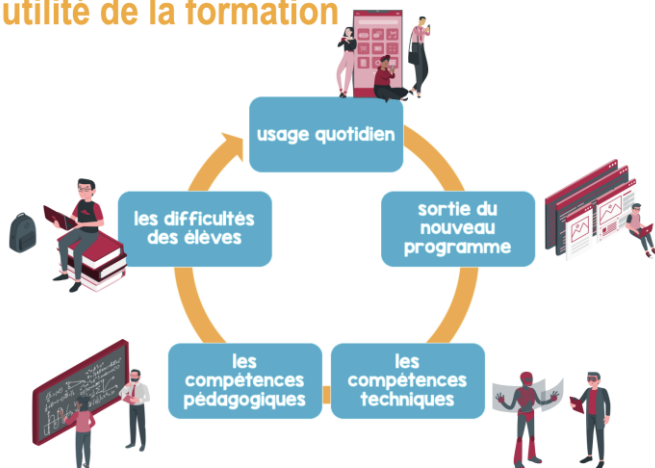 utilité de la formation
usage quotidien
sortie du
nouveau
programme
les
compétences
techniques
les
compétences
pédagogiques
les difficultés
des élèves